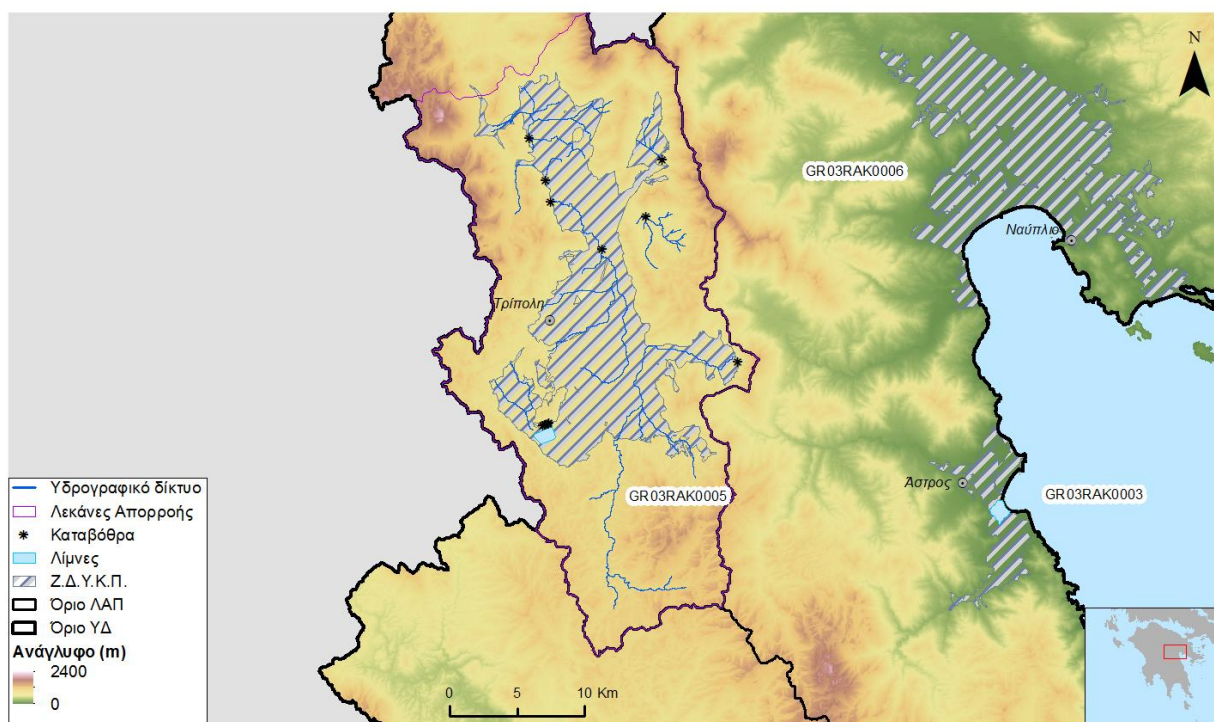 N
GR03RAK0006
Ναύπλιο
Τρίπολη
GR03RAK0005
Άστρος
GR03RAK0003
Υδρογραφικό δίκτυο
Λεκάνες Απορροής
Καταβόθρα
Λίμνες
Ζ.Δ.Υ.Κ.Π.
Όριο ΛΑΠ
Όριο ΥΔ
Ανάγλυφο (m)
2400
0
0 5 10 Km